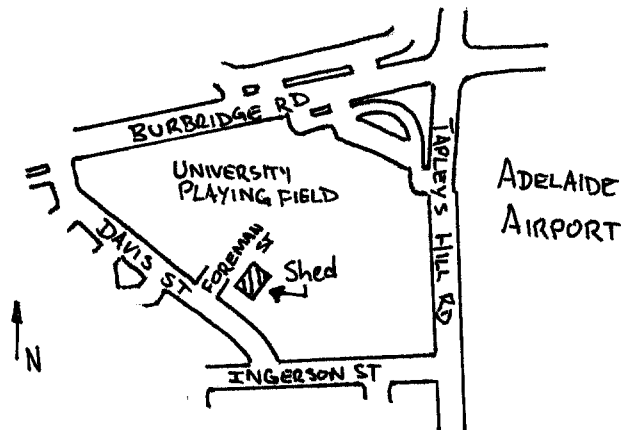 BURBRIDGE RD
UNIVERSITY
PLAYING FIELD
TAPLEYS HILL RD
ADELAIDE
AIRPORT
DAVIS ST
FOREMAN
ST
Shed
N
INGERSON ST